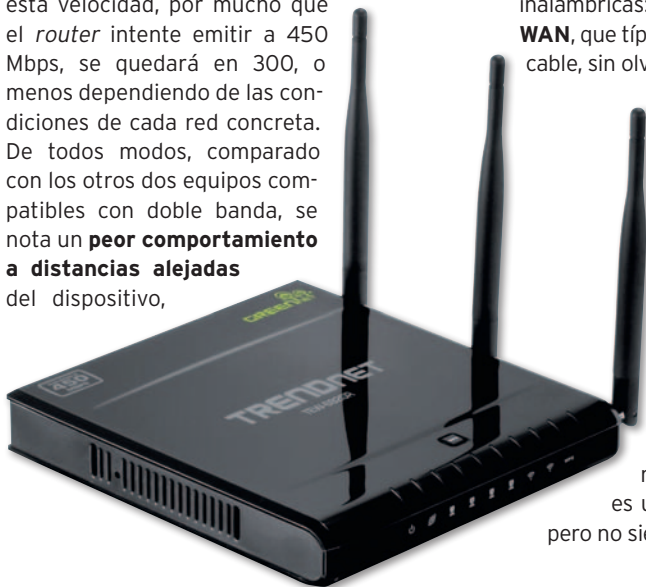 esta velocidad, por mucho que
el router intente emitir a 450
Mbps, se quedará en 300, o
menos dependiendo de las con-
diciones de cada red concreta.
De todos modos, comparado
con los otros dos equipos com-
patibles con doble banda, se
nota un peor comportamiento
a distancias alejadas
del dispositivo,
inalámbricas:
WAN, que típ
cable, sin olv
es u
pero no sie
GREEN
450
TRENDNET